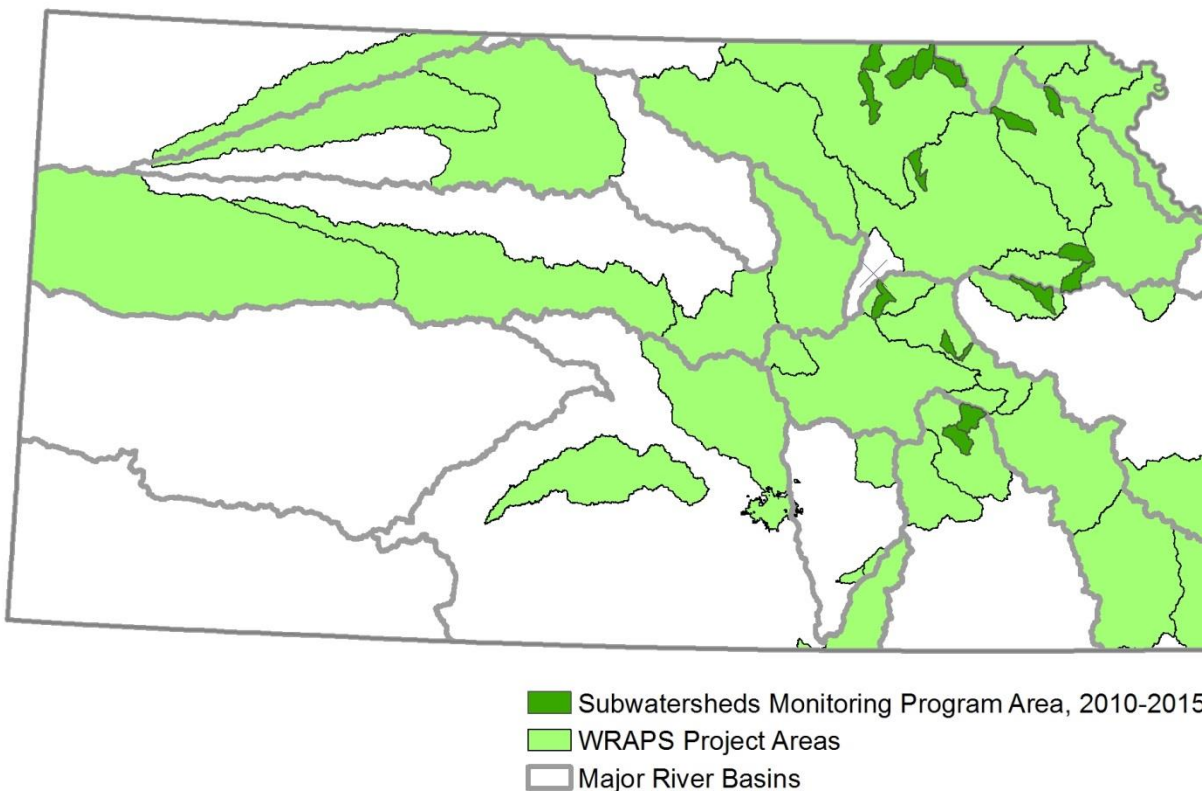 Subwatersheds Monitoring Program Area, 2010-2015
WRAPS Project Areas
Major River Basins